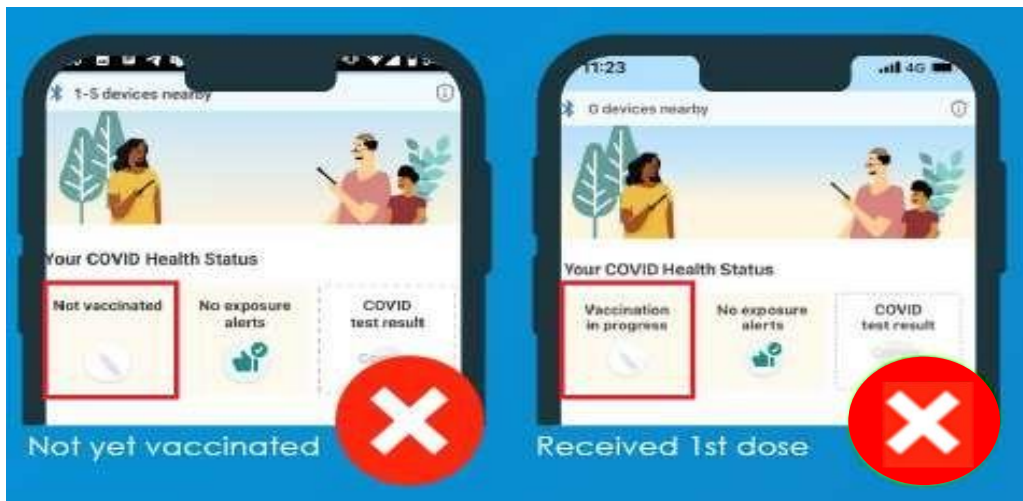 1-5 devices nearby
Your COVID Health Status
Not vaccinated
No exposure
alerts
COVID
test result
Not yet vaccinated
11:23
4G
0 devices nearby
Your COVID Health Status
Vaccination
in progress
No exposure
alerts
COVID
test result
Received 1st dose